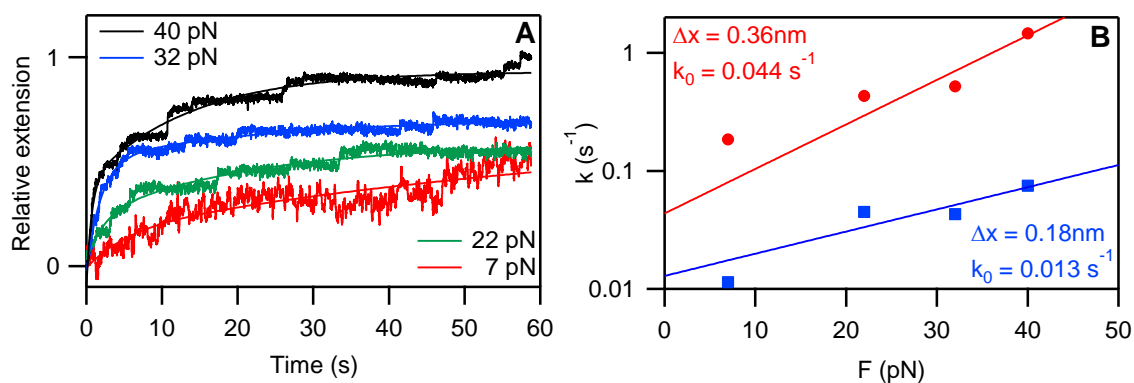 A
40 pN
32 pN
22 pN
7 pN
Relative extension
1
0
0
10
20
30
40
50
60
Time (s)
B
Δx = 0.36nm
k0 = 0.044 s-1
Δx = 0.18nm
k0 = 0.013 s-1
k (s-1)
1
0.1
0.01
0
10
20
30
40
50
F (pN)